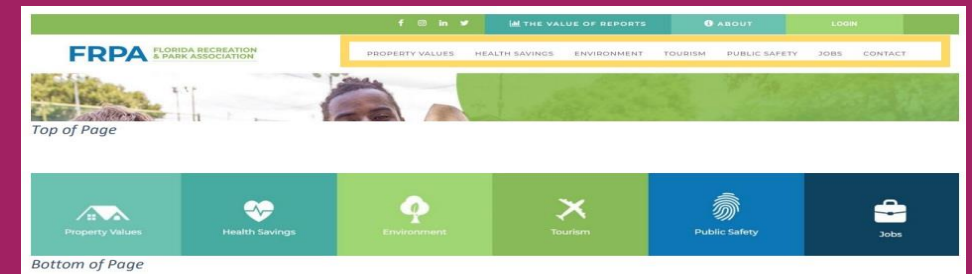 THE VALUE OF REPORTS ABOUT LOGIN
FRPA FLORIDA RECREATION
& PARK ASSOCIATION
PROPERTY VALUES HEALTH SAVINGS ENVIRONMENT TOURISM PUBLIC SAFETY JOBS CONTACT
Top of Page
Property Values Health Savings Environment Tourism Public Safety Jobs
Bottom of Page